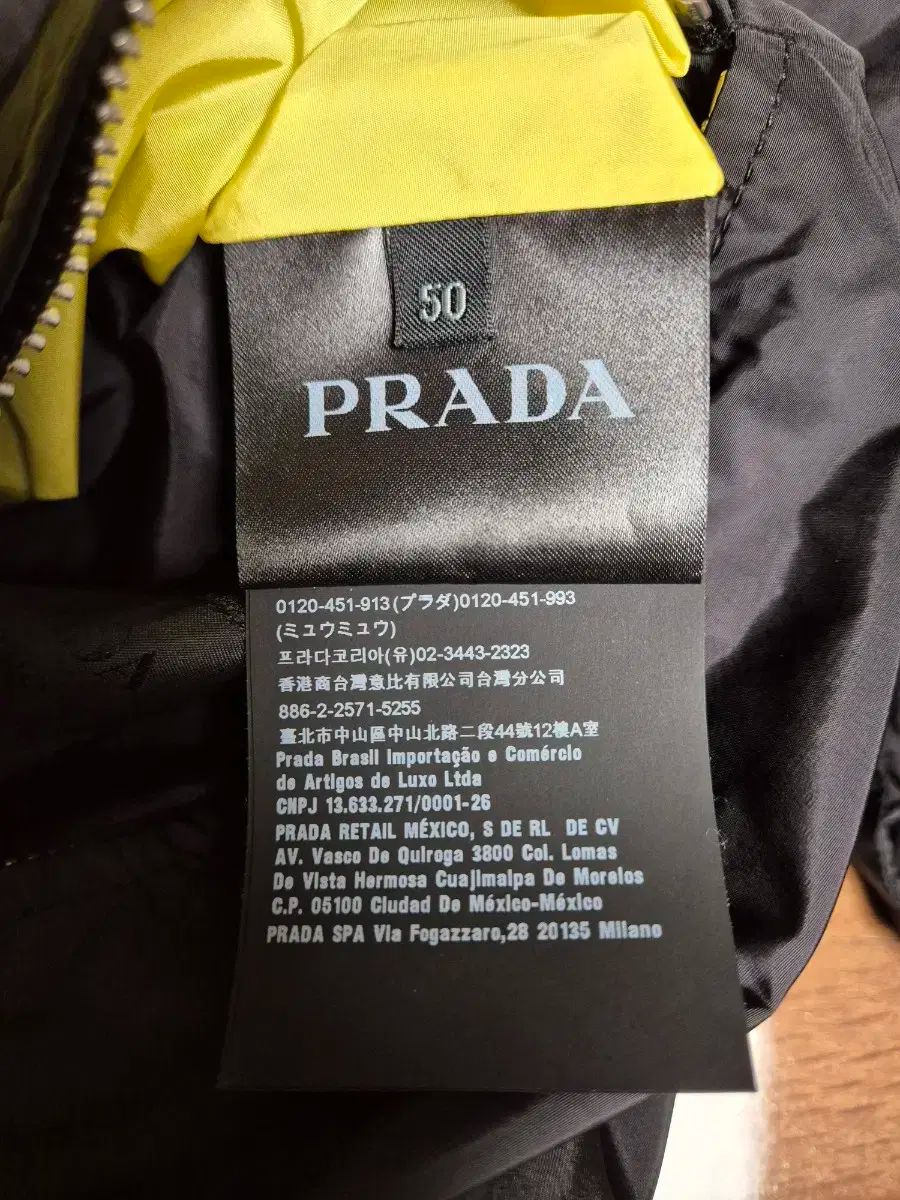 50
PRADA
0120-451-913(プラダ)0120-451-993
(ミュウミュウ)
프라다코리아(유)02-3443-2323
香港商台灣意比有限公司台灣分公司
886-2-2571-5255
臺北市中山區中山北路二段44號12樓A室
Prada Brasil Importação e Comércio
de Artigos de Luxo Ltda
CNPJ 13.633.271/0001-26
PRADA RETAIL MÉXICO, S DE RL DE CV
AV. Vasco De Quiroga 3800 Col. Lomas
De Vista Hermosa Cuajimalpa De Morelos
C.P. 05100 Ciudad De México-México
PRADA SPA Via Fogazzaro,28 20135 Milano